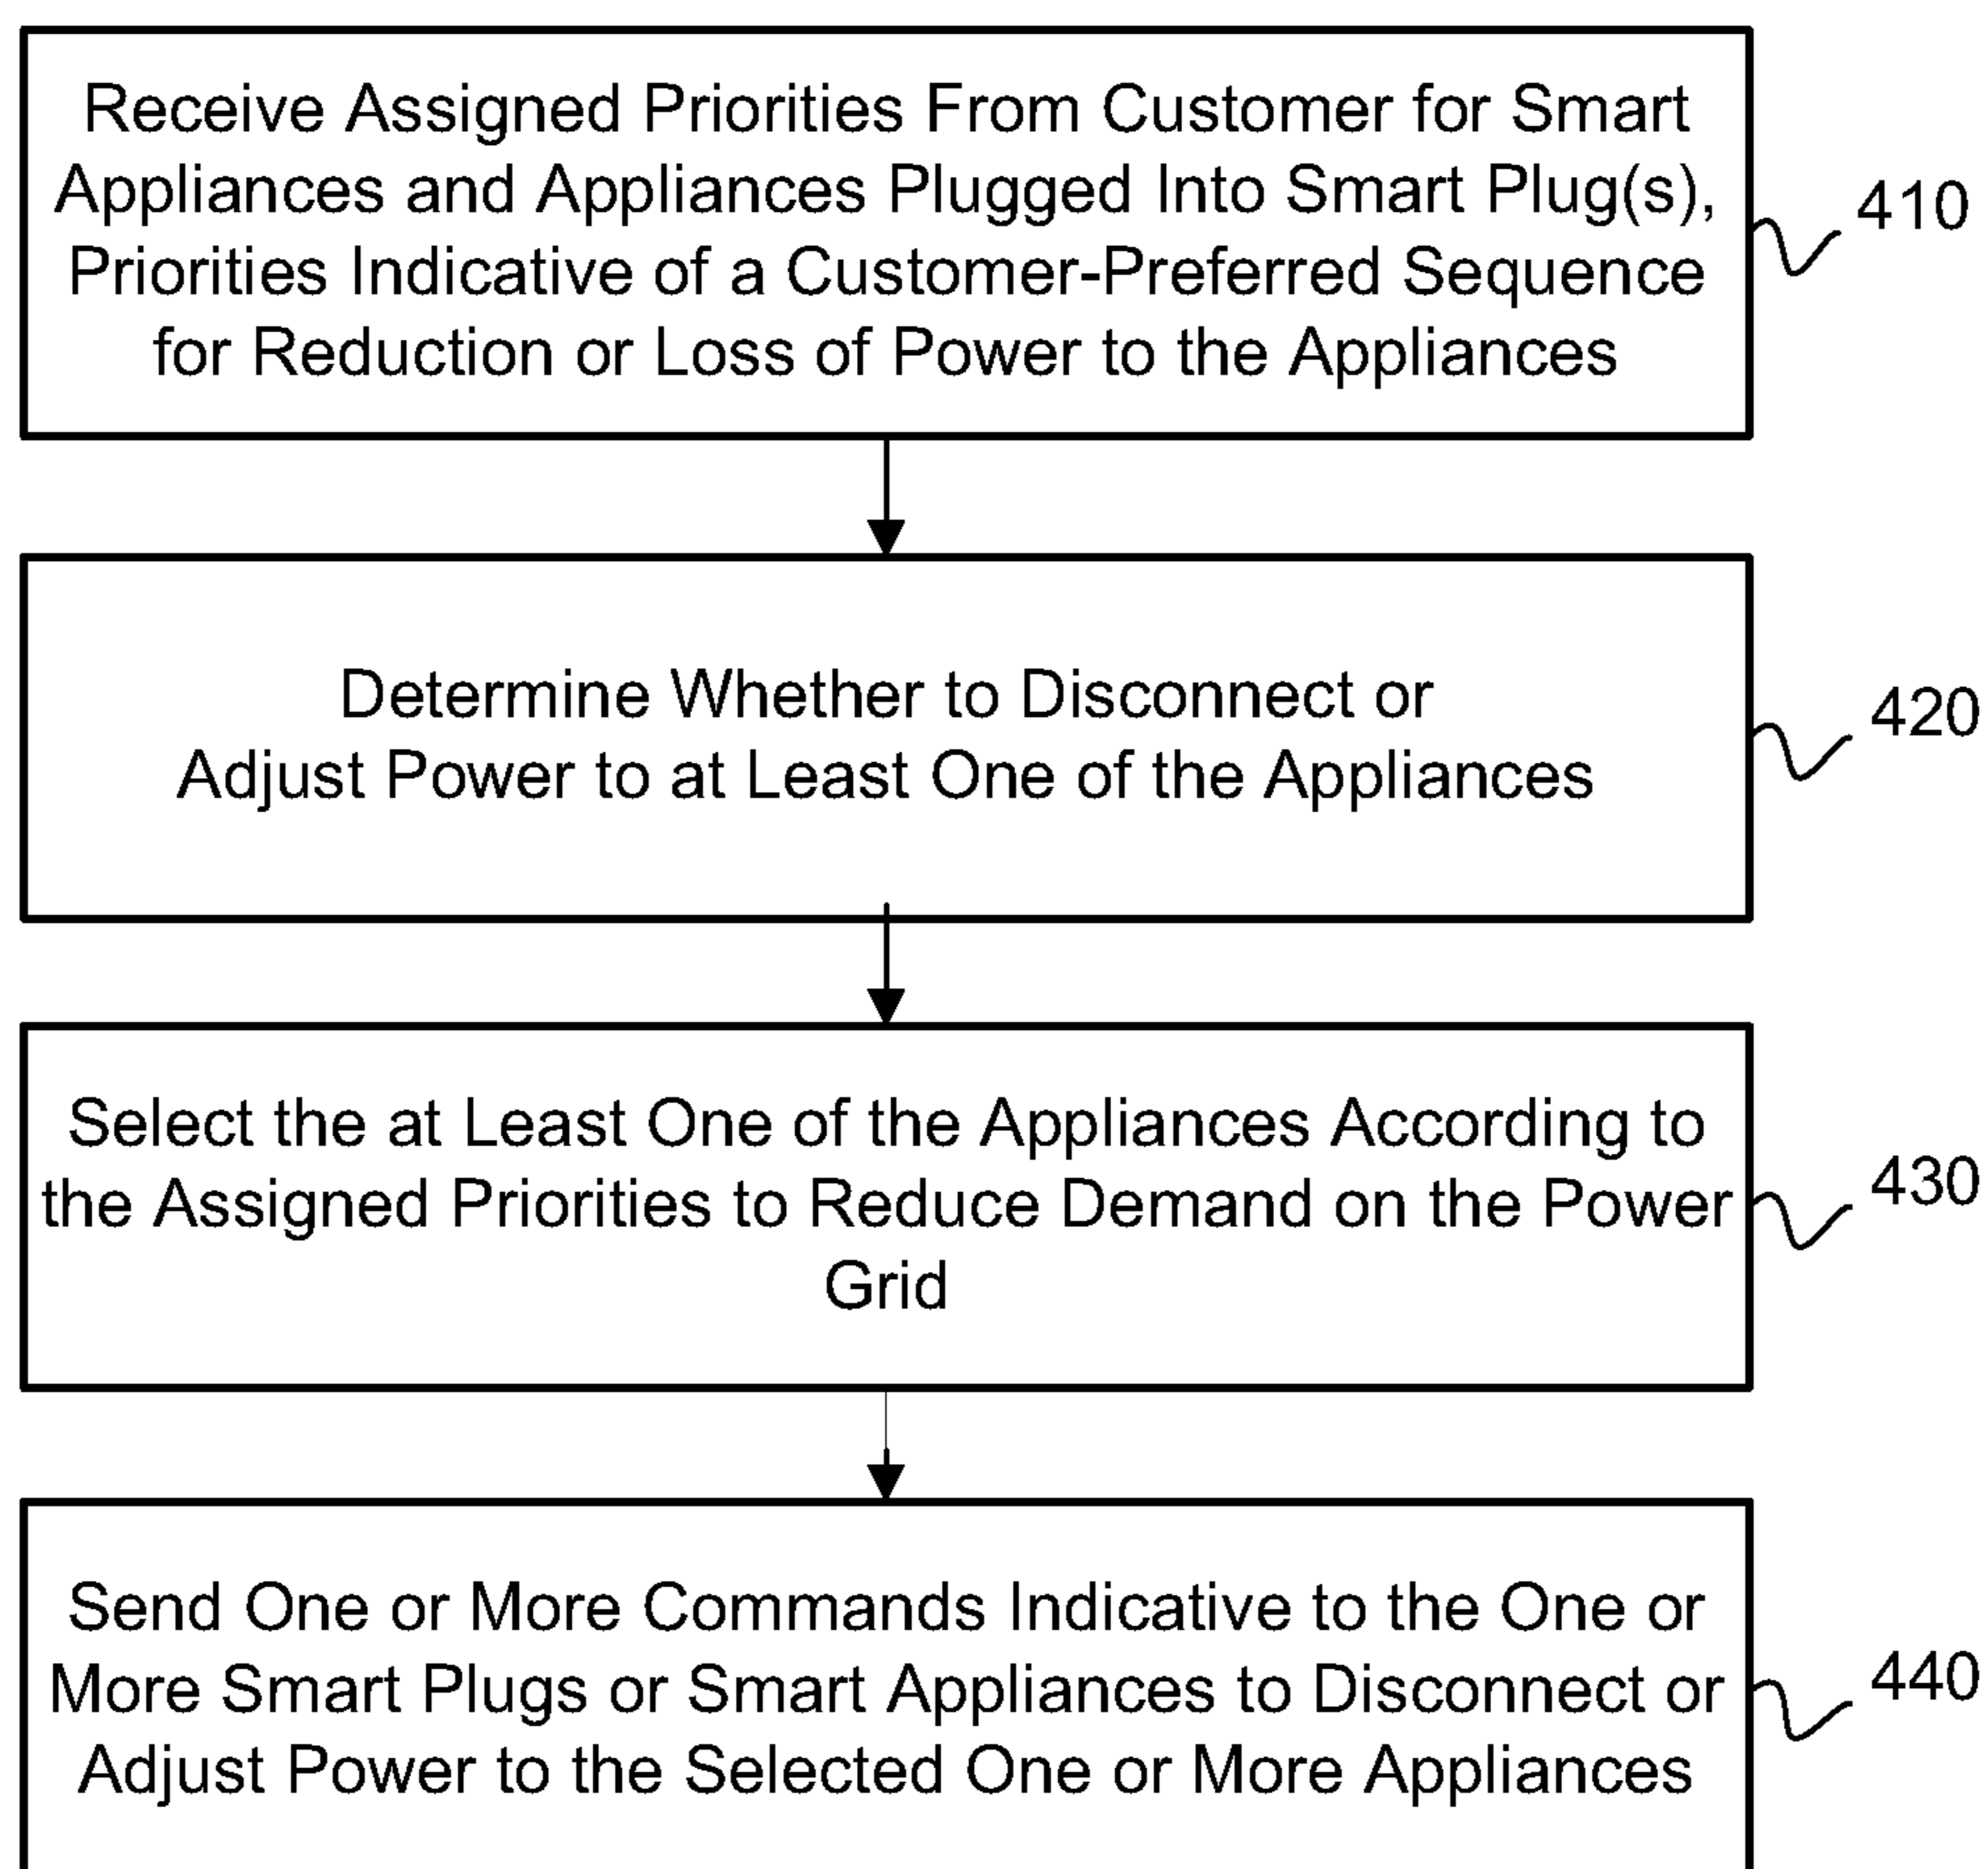 Receive Assigned Priorities From Customer for Smart
Appliances and Appliances Plugged Into Smart Plug(s),
Priorities Indicative of a Customer-Preferred Sequence
for Reduction or Loss of Power to the Appliances
410
Determine Whether to Disconnect or
Adjust Power to at Least One of the Appliances
420
Select the at Least One of the Appliances According to
the Assigned Priorities to Reduce Demand on the Power
Grid
430
Send One or More Commands Indicative to the One or
More Smart Plugs or Smart Appliances to Disconnect or
Adjust Power to the Selected One or More Appliances
440